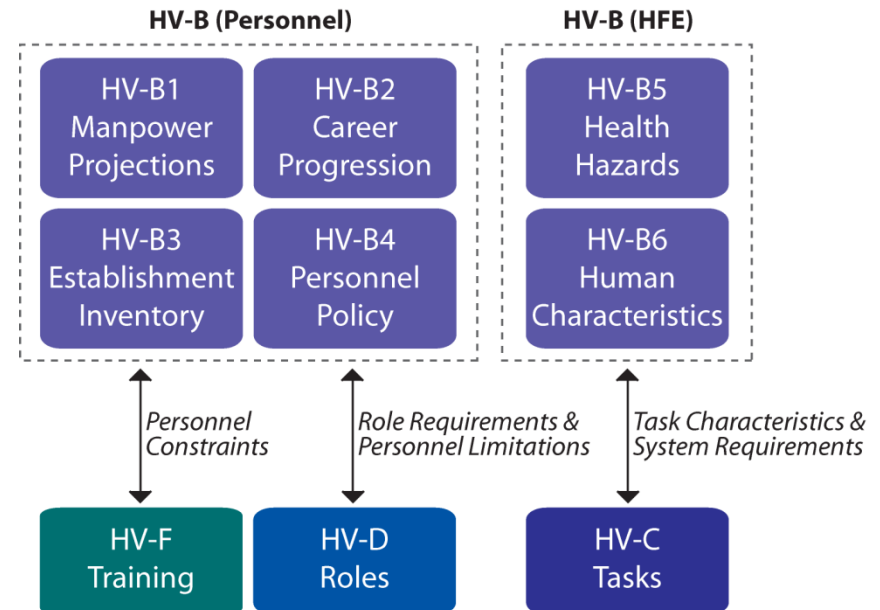 HV-B (Personnel)
HV-B1
Manpower
Projections
HV-B2
Career
Progression
HV-B3
Establishment
Inventory
HV-B4
Personnel
Policy
HV-B (HFE)
HV-B5
Health
Hazards
HV-B6
Human
Characteristics
Personnel
Constraints
Role Requirements &
Personnel Limitations
Task Characteristics &
System Requirements
HV-F
Training
HV-D
Roles
HV-C
Tasks